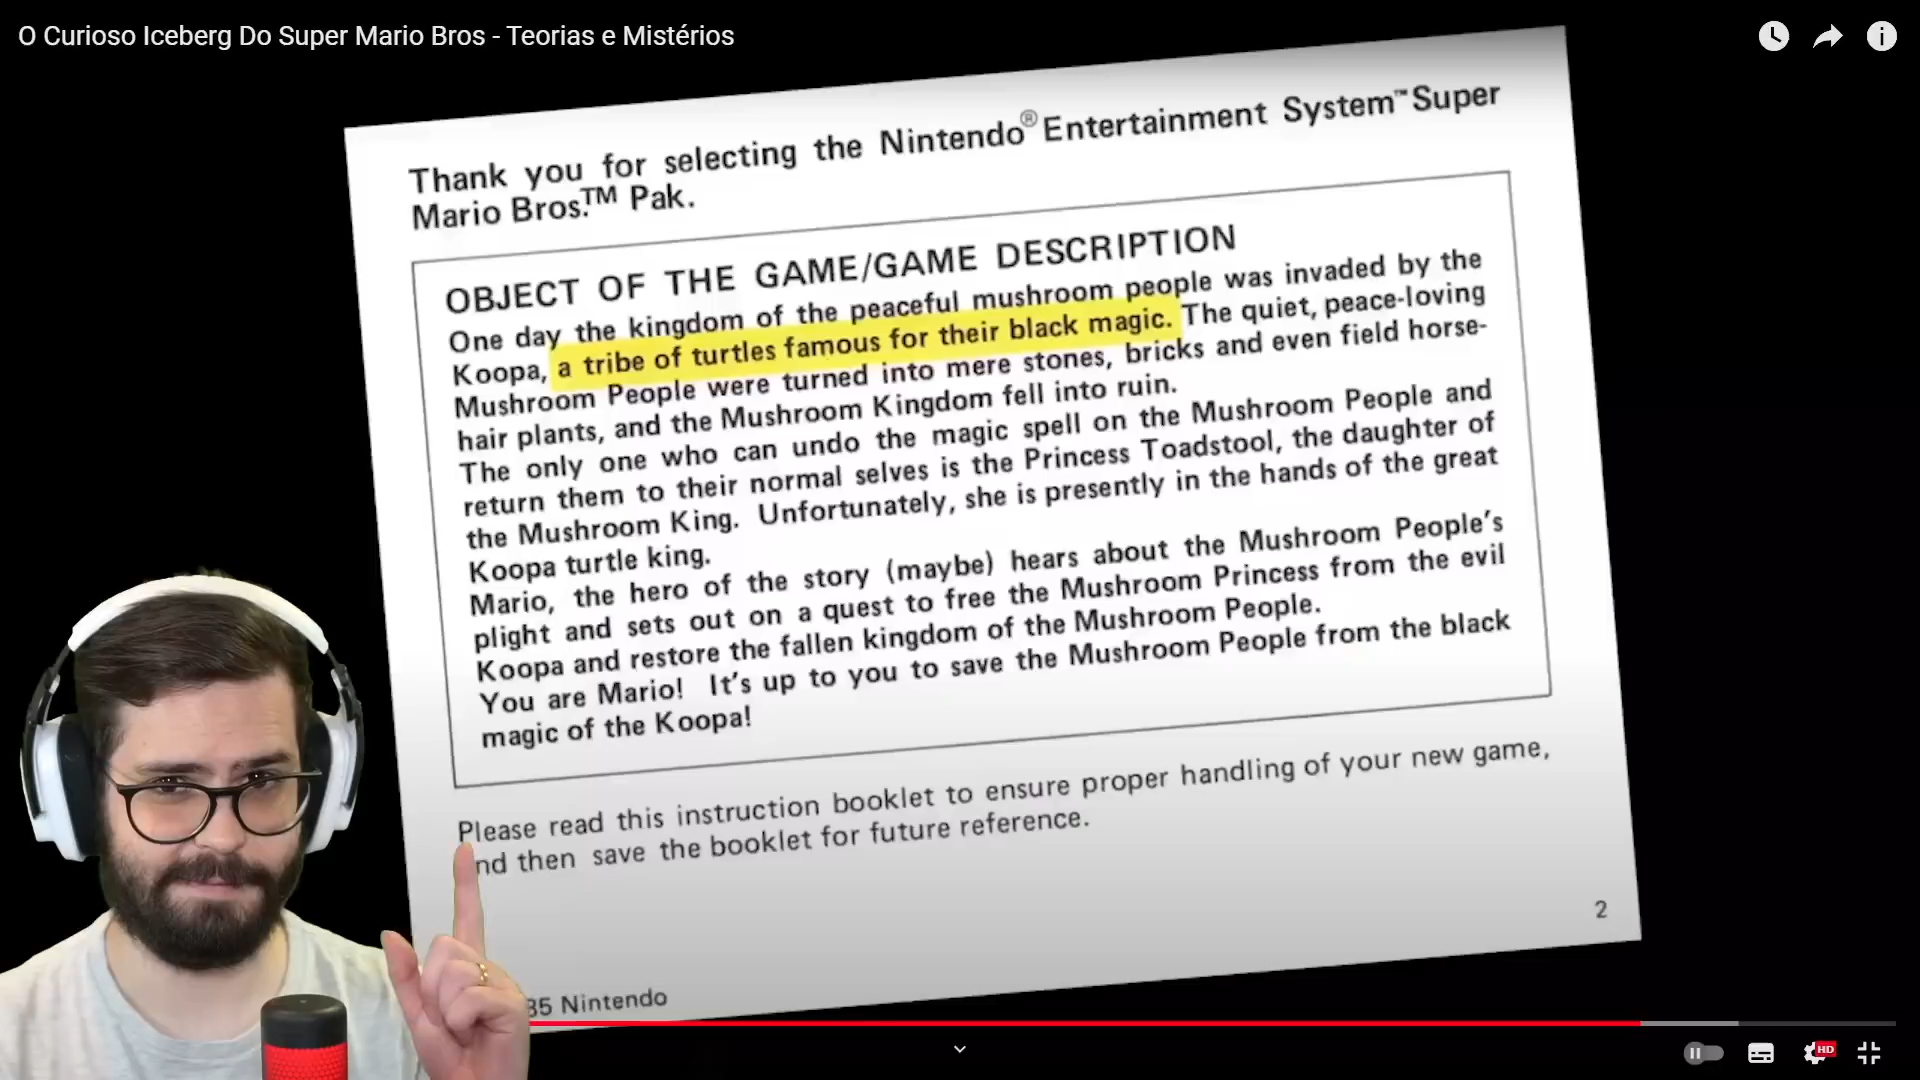 O Curioso Iceberg Do Super Mario Bros - Teorias e Mistérios
Thank you for selecting the Nintendo® Entertainment System™ Super
Mario Bros.™ Pak.
OBJECT OF THE GAME/GAME DESCRIPTION
One day the kingdom of the peaceful mushroom people was invaded by the
Koopa, a tribe of turtles famous for their black magic. The quiet, peace-loving
Mushroom People were turned into mere stones, bricks and even field horse-
hair plants, and the Mushroom Kingdom fell into ruin.
The only one who can undo the magic spell on the Mushroom People and
return them to their normal selves is the Princess Toadstool, the daughter of
the Mushroom King. Unfortunately, she is presently in the hands of the great
Koopa turtle king.
Mario, the hero of the story (maybe) hears about the Mushroom People's
plight and sets out on a quest to free the Mushroom Princess from the evil
Koopa and restore the fallen kingdom of the Mushroom People.
You are Mario! It's up to you to save the Mushroom People from the black
magic of the Koopa!
Please read this instruction booklet to ensure proper handling of your new game,
nd then save the booklet for future reference.
2
85 Nintendo
HD